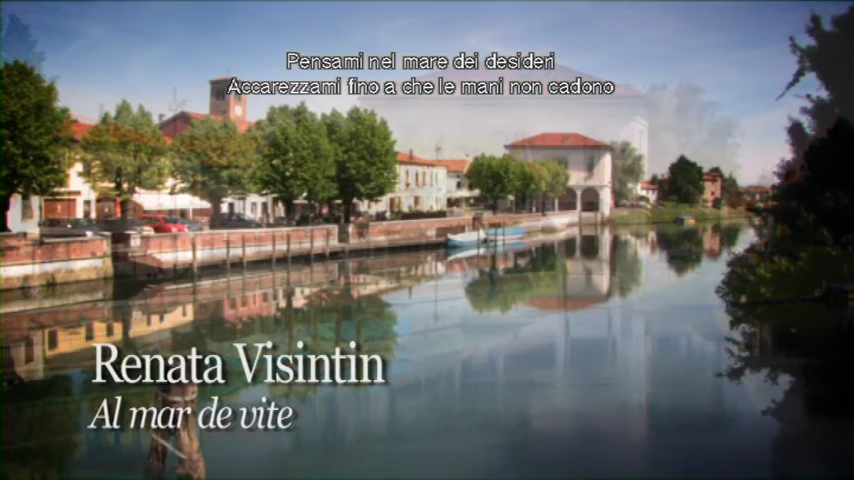 Pensami nel mare dei desideri
Accarezzami fino a che le mani non cadono
Renata Visintin
Al mar de vite